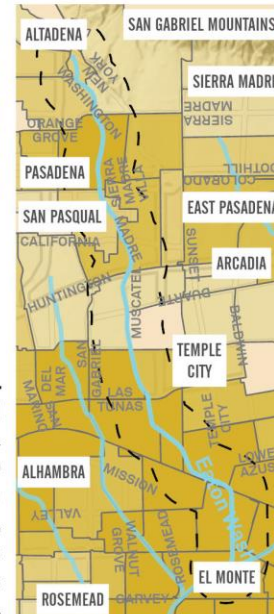 ALTADENA
SAN GABRIEL MOUNTAINS
NEW
YORK
WASHINGTON
SIERRA MADRE
SIERRA
MADRE
ORANGE
GROVE
PASADENA
SIERRA
MADRE
VILLA
COLORADO
SAN PASQUAL
MADRE
EAST PASADENA
CALIFORNIA
SUNSET
ARCADIA
HUNTINGTON
DUARTE
MUSCATEL
BALDWIN
SAN
GABRIEL
TEMPLE
CITY
DEL
MAR
SAN
MARINO
LAS
TUNAS
TEMPLE
CITY
LOWER
AZUSA
ALHAMBRA
MISSION
Eaton Wash
VALLEY
WALNUT
GROVE
ROSEMEAD
EL MONTE
ROSEMEAD
GARVEY